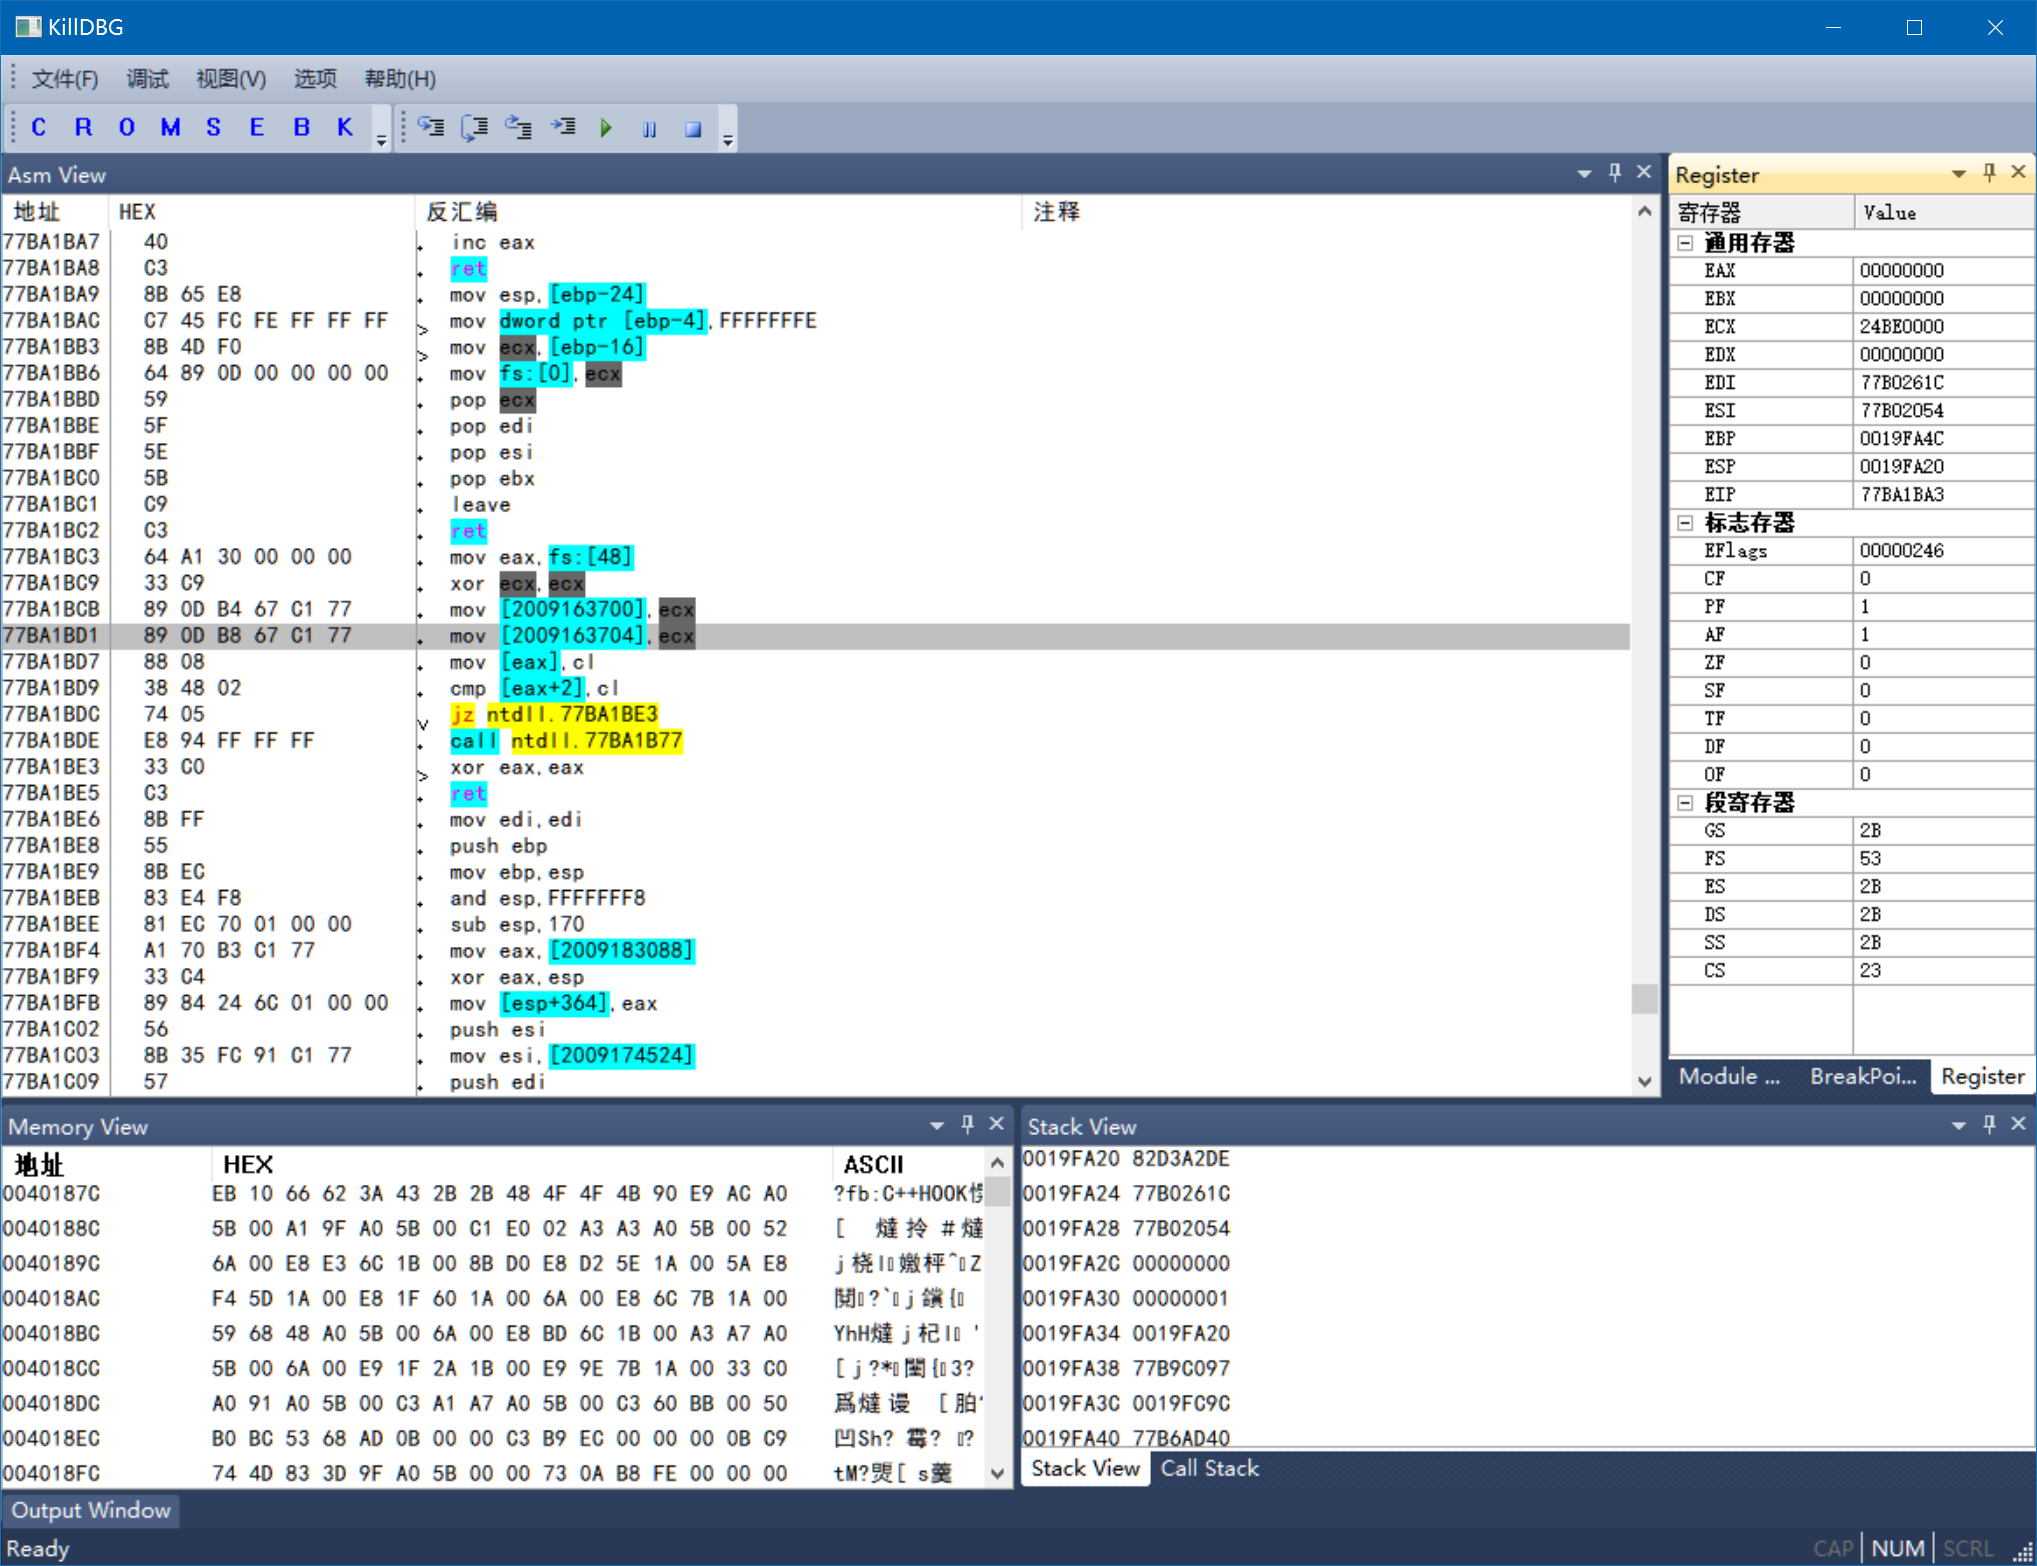 KillDBG
文件(F) 调试 视图(V) 选项 帮助(H)
C R O M S E B K
Asm View
地址 HEX 反汇编 注释
77BA1BA7 40 . inc eax
77BA1BA8 C3 . ret
77BA1BA9 8B 65 E8 . mov esp,[ebp-24]
77BA1BAC C7 45 FC FE FF FF FF > mov dword ptr [ebp-4],FFFFFFFE
77BA1BB3 8B 4D F0 > mov ecx,[ebp-16]
77BA1BB6 64 89 0D 00 00 00 00 . mov fs:[0],ecx
77BA1BBD 59 . pop ecx
77BA1BBE 5F . pop edi
77BA1BBF 5E . pop esi
77BA1BC0 5B . pop ebx
77BA1BC1 C9 . leave
77BA1BC2 C3 . ret
77BA1BC3 64 A1 30 00 00 00 . mov eax,fs:[48]
77BA1BC9 33 C9 . xor ecx,ecx
77BA1BCB 89 0D B4 67 C1 77 . mov [2009163700],ecx
77BA1BD1 89 0D B8 67 C1 77 . mov [2009163704],ecx
77BA1BD7 88 08 . mov [eax],cl
77BA1BD9 38 48 02 . cmp [eax+2],cl
77BA1BDC 74 05 v jz ntdll.77BA1BE3
77BA1BDE E8 94 FF FF FF . call ntdll.77BA1B77
77BA1BE3 33 C0 > xor eax,eax
77BA1BE5 C3 . ret
77BA1BE6 8B FF . mov edi,edi
77BA1BE8 55 . push ebp
77BA1BE9 8B EC . mov ebp,esp
77BA1BEB 83 E4 F8 . and esp,FFFFFFF8
77BA1BEE 81 EC 70 01 00 00 . sub esp,170
77BA1BF4 A1 70 B3 C1 77 . mov eax,[2009183088]
77BA1BF9 33 C4 . xor eax,esp
77BA1BFB 89 84 24 6C 01 00 00 . mov [esp+364],eax
77BA1C02 56 . push esi
77BA1C03 8B 35 FC 91 C1 77 . mov esi,[2009174524]
77BA1C09 57 . push edi
Register
寄存器 Value
通用存器
EAX 00000000
EBX 00000000
ECX 24BE0000
EDX 00000000
EDI 77B0261C
ESI 77B02054
EBP 0019FA4C
ESP 0019FA20
EIP 77BA1BA3
标志存器
EFlags 00000246
CF 0
PF 1
AF 1
ZF 0
SF 0
TF 0
DF 0
OF 0
段寄存器
GS 2B
FS 53
ES 2B
DS 2B
SS 2B
CS 23
Module ... BreakPoi... Register
Memory View
地址 HEX ASCII
0040187C EB 10 66 62 3A 43 2B 2B 48 4F 4F 4B 90 E9 AC A0 ?fb:C++HOOK
0040188C 5B 00 A1 9F A0 5B 00 C1 E0 02 A3 A3 A0 5B 00 52 [ 燵 拎 # 燵
0040189C 6A 00 E8 E3 6C 1B 00 8B D0 E8 D2 5E 1A 00 5A E8
004018AC F4 5D 1A 00 E8 1F 60 1A 00 6A 00 E8 6C 7B 1A 00
004018BC 59 68 48 A0 5B 00 6A 00 E8 BD 6C 1B 00 A3 A7 A0 YhH燵 j 杞l '
004018CC 5B 00 6A 00 E9 1F 2A 1B 00 E9 9E 7B 1A 00 33 C0
004018DC A0 91 A0 5B 00 C3 A1 A7 A0 5B 00 C3 60 BB 00 50
004018EC B0 BC 53 68 AD 0B 00 00 C3 B9 EC 00 00 00 0B C9 凹Sh? 霉? ?
004018FC 74 4D 83 3D 9F A0 5B 00 00 73 0A B8 FE 00 00 00
Stack View
0019FA20 82D3A2DE
0019FA24 77B0261C
0019FA28 77B02054
0019FA2C 00000000
0019FA30 00000001
0019FA34 0019FA20
0019FA38 77B9C097
0019FA3C 0019FC9C
0019FA40 77B6AD40
Stack View Call Stack
Output Window
Ready CAP NUM SCRL